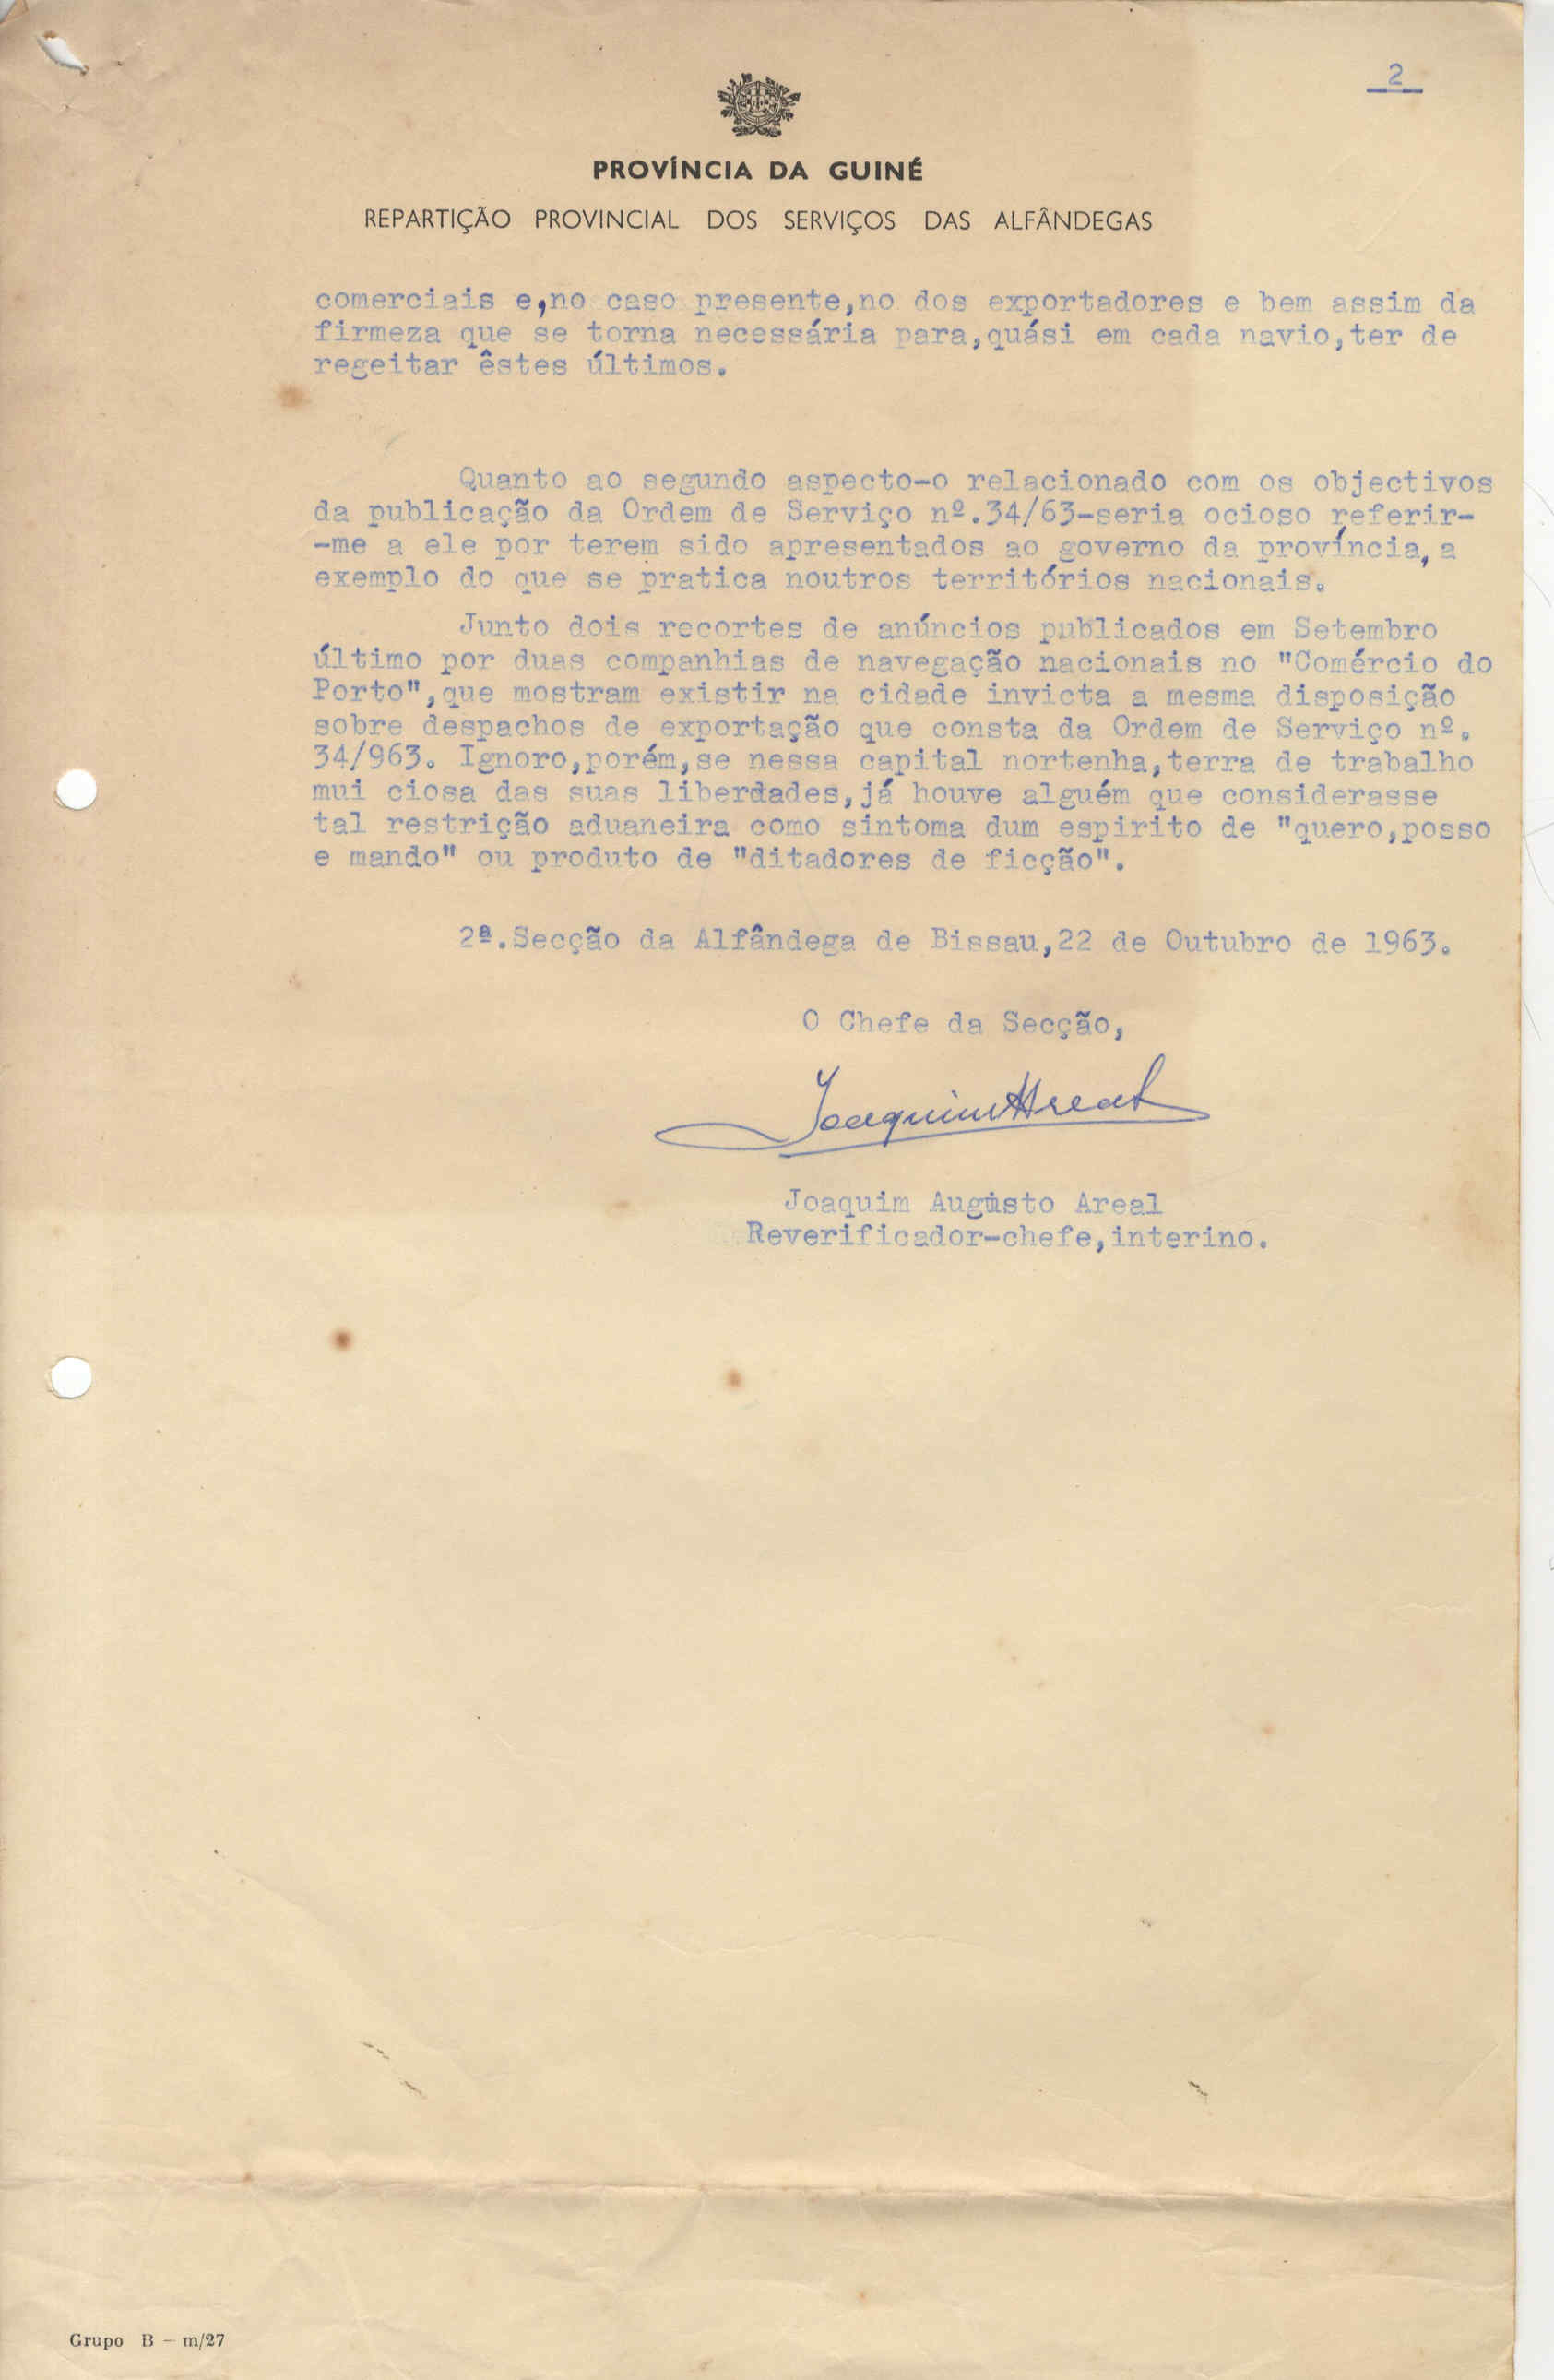 2
PROVÍNCIA DA GUINÉ
REPARTIÇÃO PROVINCIAL DOS SERVIÇOS DAS ALFÂNDEGAS
comerciais e,no caso presente,no dos exportadores e bem assim da
firmeza que se torna necessária para,quási em cada navio,ter de
regeitar êstes últimos.
Quanto ao segundo aspecto-o relacionado com os objectivos
da publicação da Ordem de Serviço nº.34/63-seria ocioso referir-
-me a ele por terem sido apresentados ao governo da província,a
exemplo do que se pratica noutros territórios nacionais.
Junto dois recortes de anúncios publicados em Setembro
último por duas companhias de navegação nacionais no "Comércio do
Porto",que mostram existir na cidade invicta a mesma disposição
sobre despachos de exportação que consta da Ordem de Serviço nº.
34/963. Ignoro,porém,se nessa capital nortenha,terra de trabalho
mui ciosa das suas liberdades,já houve alguém que considerasse
tal restrição aduaneira como sintoma dum espirito de "quero,posso
e mando" ou produto de "ditadores de ficção".
2ª.Secção da Alfândega de Bissau,22 de Outubro de 1963.
O Chefe da Secção,
Joaquim Areal
Joaquim Augusto Areal
Reverificador-chefe,interino.
Grupo B - m/27